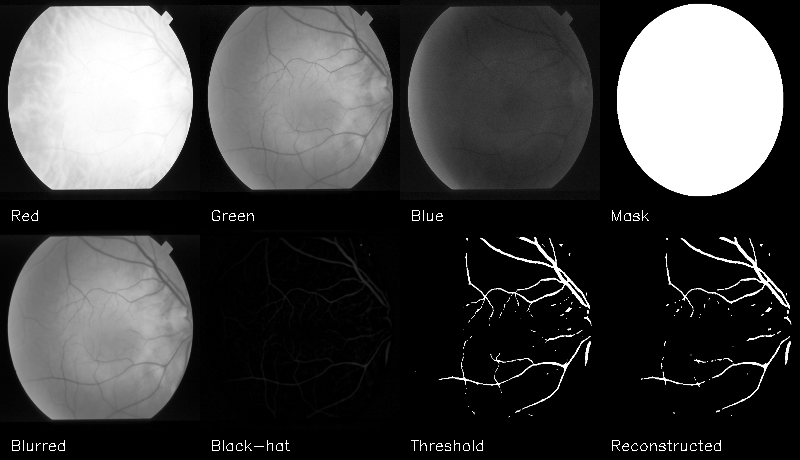 Red
Green
Blue
Mask
Blurred
Black-hat
Threshold
Reconstructed